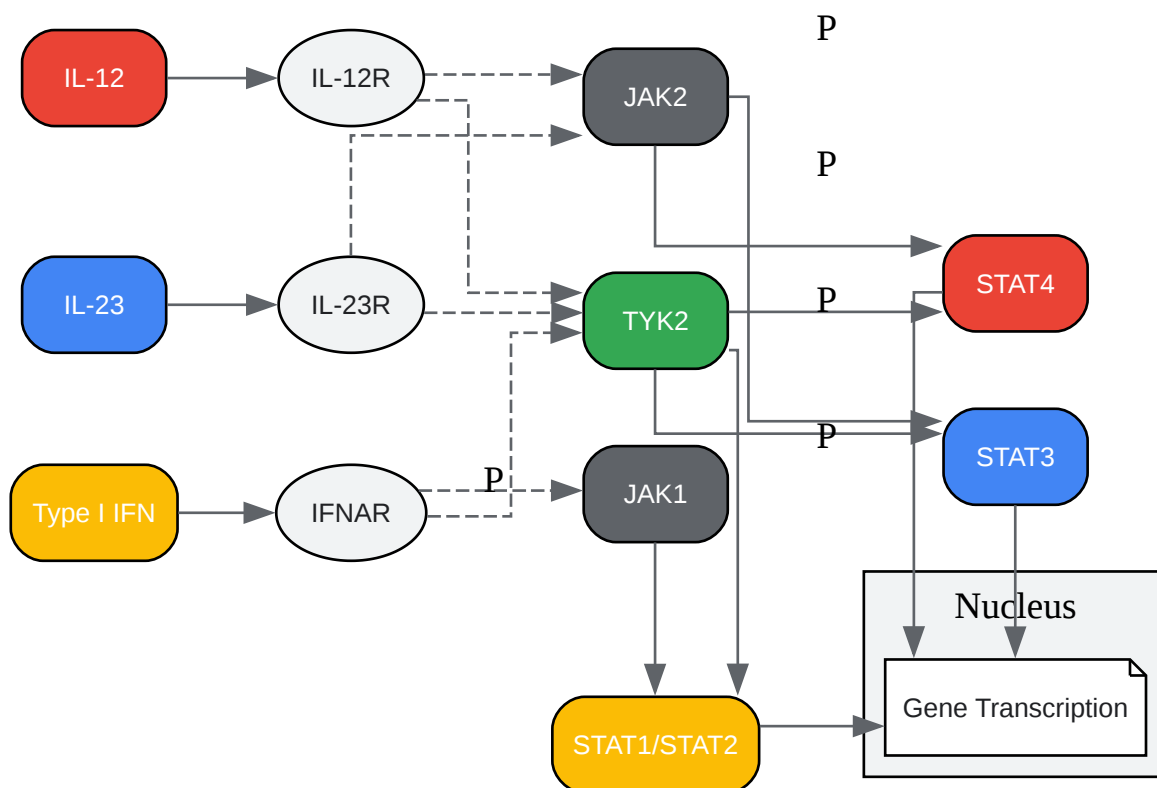 P
IL-12
IL-12R
JAK2
P
IL-23
IL-23R
TYK2
P
STAT4
P
STAT3
Type I IFN
IFNAR
P
JAK1
Nucleus
Gene Transcription
STAT1/STAT2